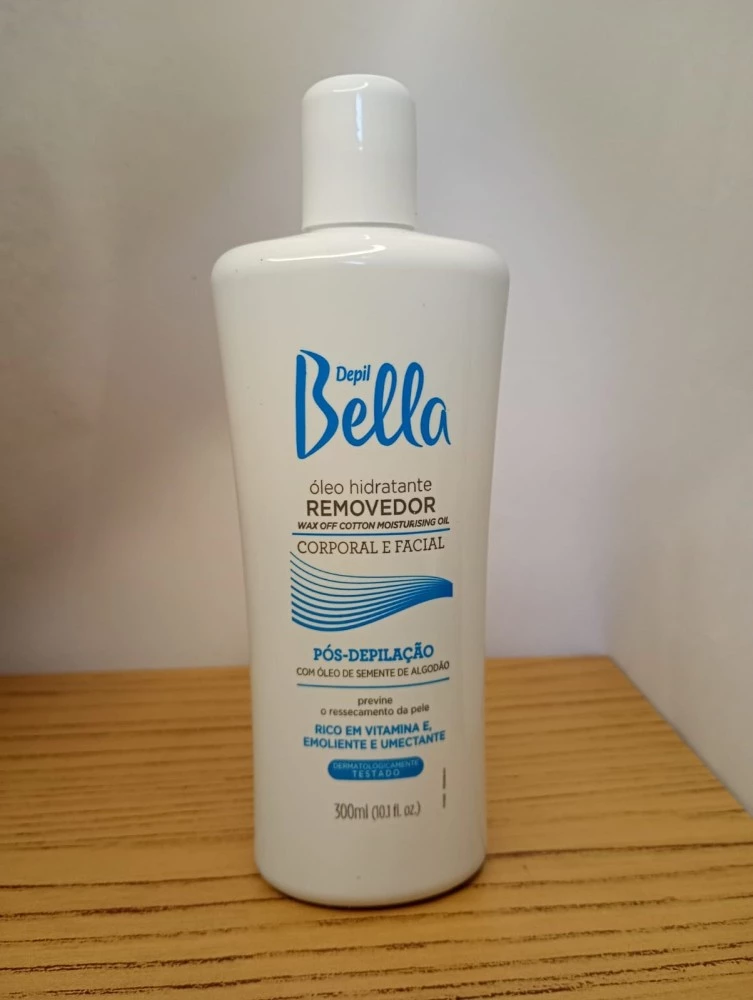 Depil
Bella
óleo hidratante
REMOVEDOR
WAX OFF COTTON MOISTURISING OIL
CORPORAL E FACIAL
PÓS-DEPILAÇÃO
COM ÓLEO DE SEMENTE DE ALGODÃO
previne
o ressecamento da pele
RICO EM VITAMINA E,
EMOLIENTE E UMECTANTE
DERMATOLOGICAMENTE
TESTADO
300ml (10.1 fl. oz.)